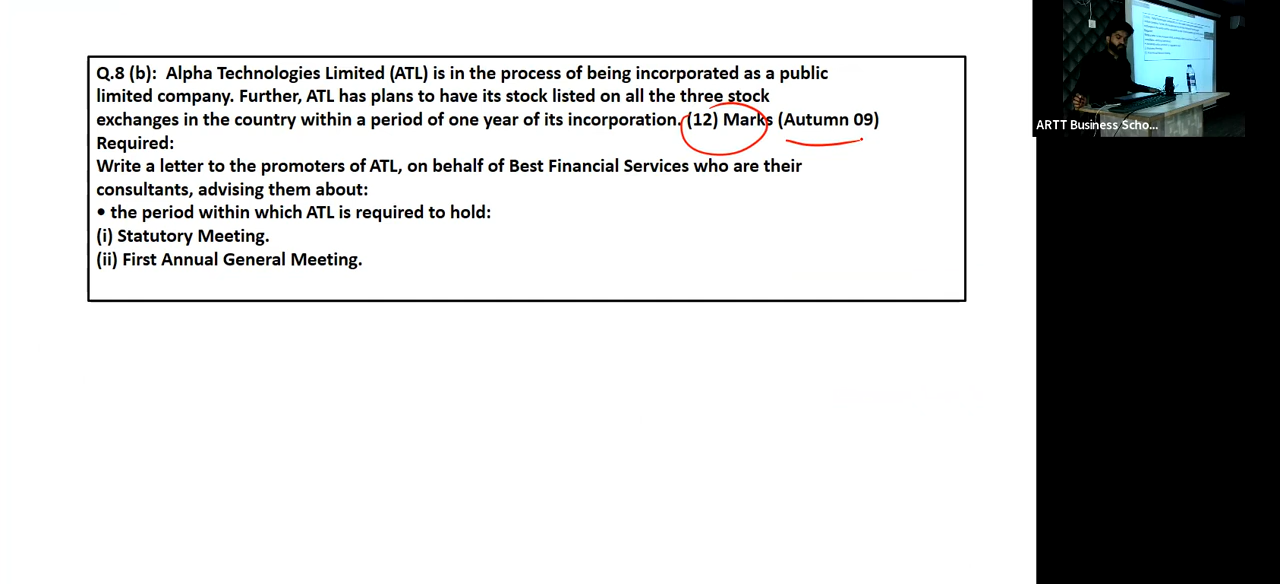 Q.8 (b): Alpha Technologies Limited (ATL) is in the process of being incorporated as a public
limited company. Further, ATL has plans to have its stock listed on all the three stock
exchanges in the country within a period of one year of its incorporation. (12) Marks (Autumn 09)
Required:
Write a letter to the promoters of ATL, on behalf of Best Financial Services who are their
consultants, advising them about:
• the period within which ATL is required to hold:
(i) Statutory Meeting.
(ii) First Annual General Meeting.
ARTT Business Scho...